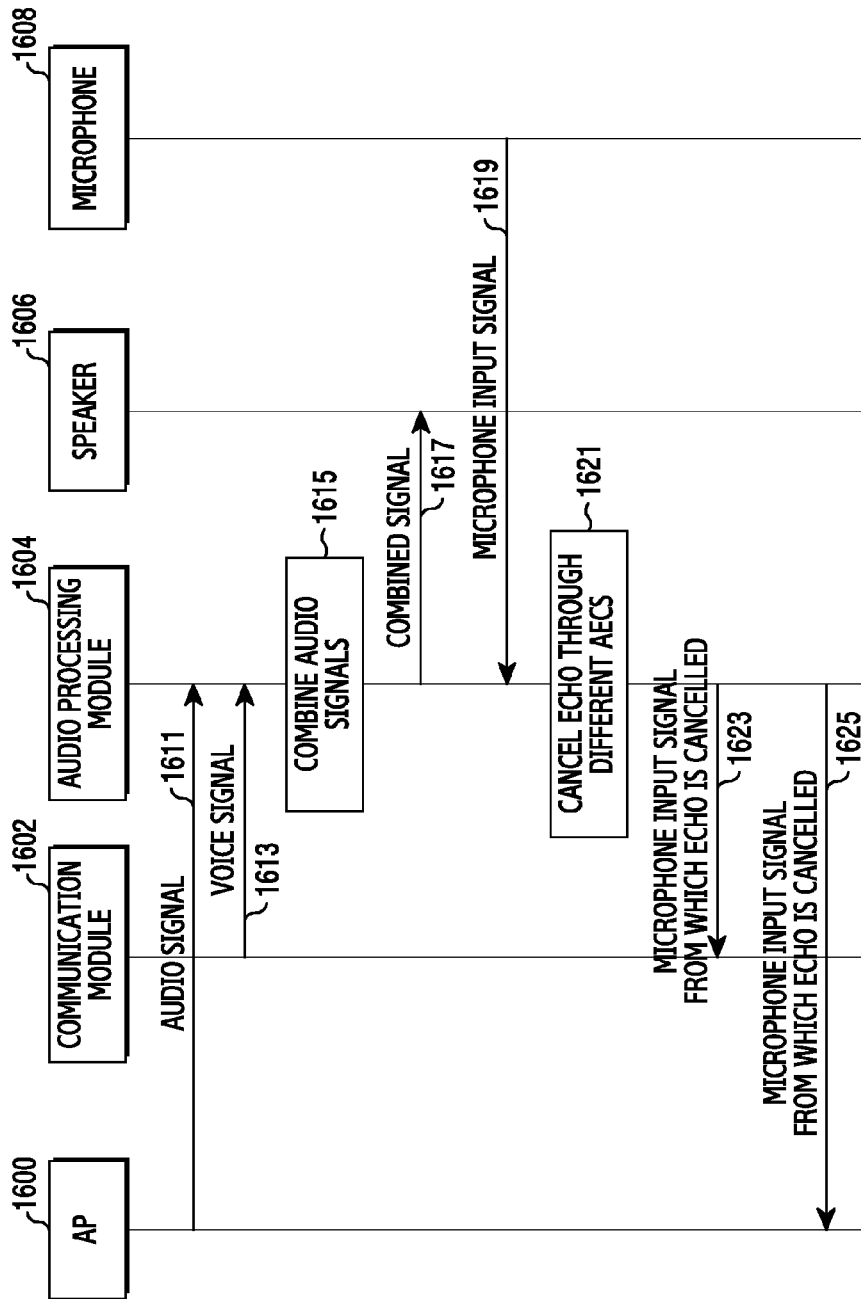 1600
AP
1602
COMMUNICATION
MODULE
1604
AUDIO PROCESSING
MODULE
1606
SPEAKER
1608
MICROPHONE
AUDIO SIGNAL
1611
VOICE SIGNAL
1613
1615
COMBINE AUDIO
SIGNALS
COMBINED SIGNAL
1617
MICROPHONE INPUT SIGNAL
1619
1621
CANCEL ECHO THROUGH
DIFFERENT AECS
MICROPHONE INPUT SIGNAL
FROM WHICH ECHO IS CANCELLED
1623
MICROPHONE INPUT SIGNAL
FROM WHICH ECHO IS CANCELLED
1625